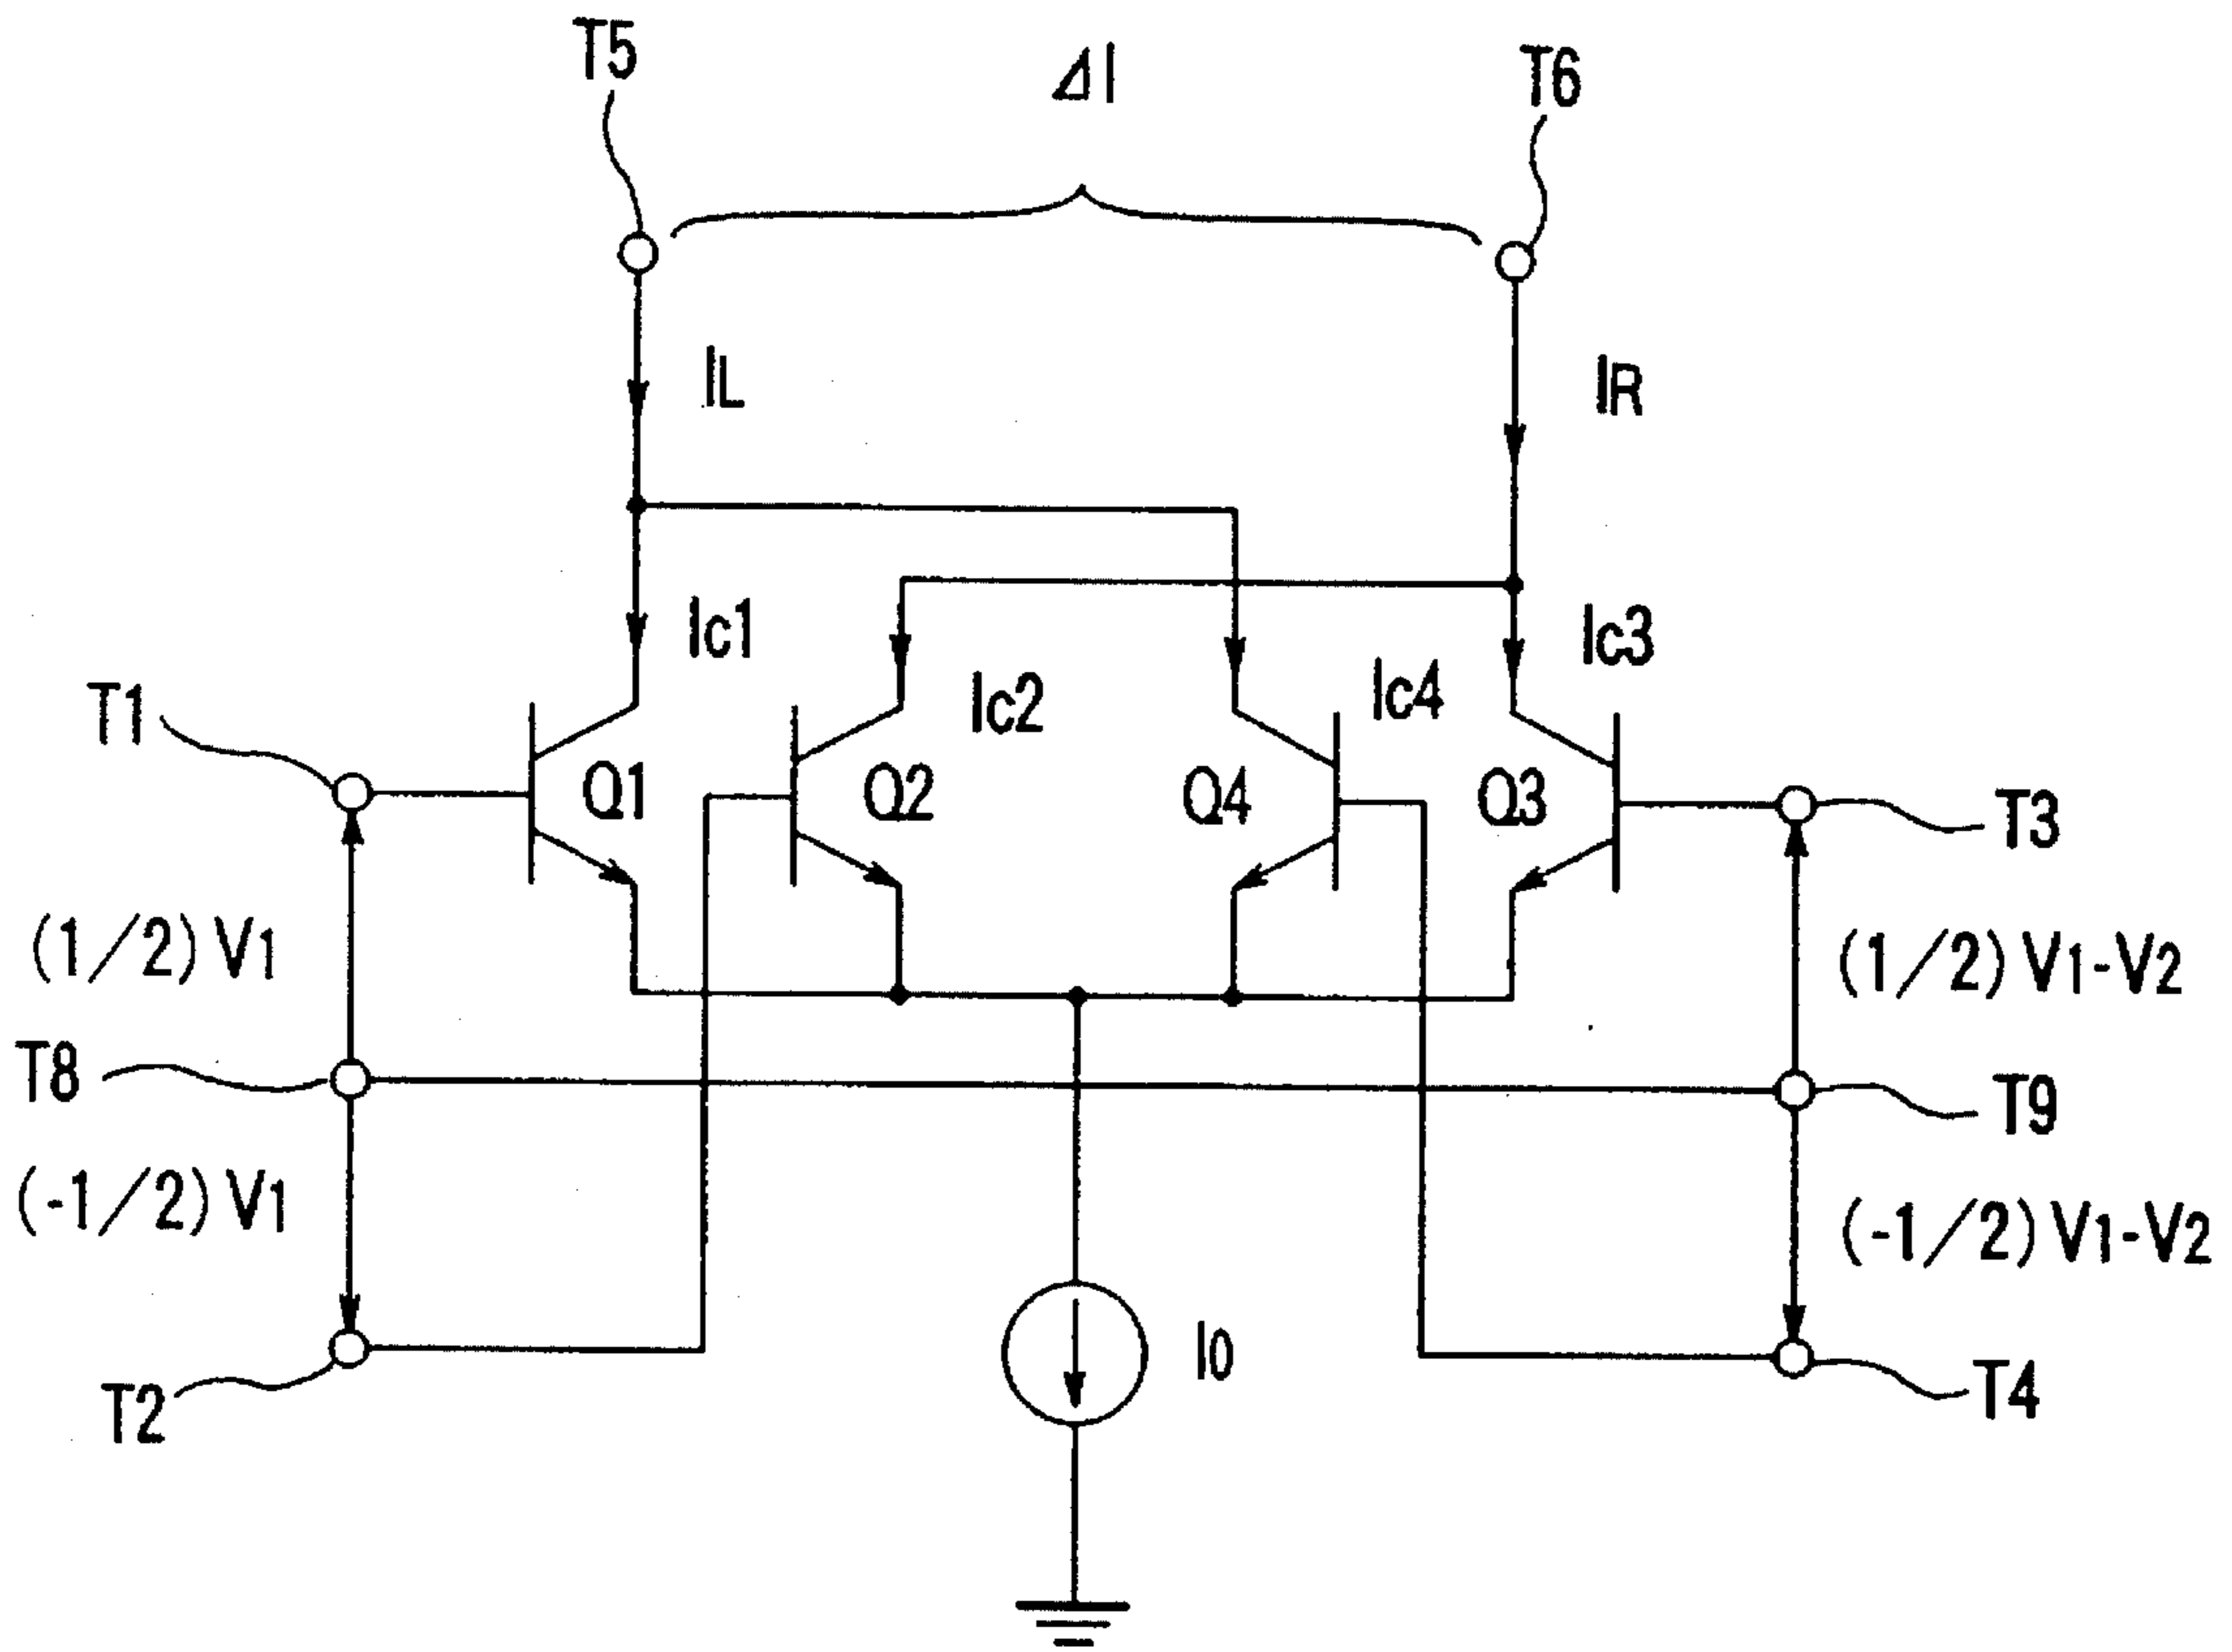 T5
ΔI
T6
IL
IR
Ic1
Ic2
Ic4
Ic3
T1
Q1
Q2
Q4
Q3
T3
(1/2) V1
(1/2) V1-V2
T8
T9
(-1/2) V1
(-1/2) V1-V2
I0
T2
T4